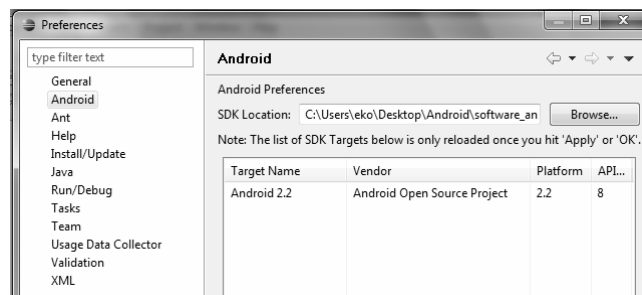 Preferences
type filter text
General
Android
Ant
Help
Install/Update
Java
Run/Debug
Tasks
Team
Usage Data Collector
Validation
XML
Android
Android Preferences
SDK Location: C:\Users\eko\Desktop\Android\software_an Browse...
Note: The list of SDK Targets below is only reloaded once you hit 'Apply' or 'OK'.
Target Name Vendor Platform API...
Android 2.2 Android Open Source Project 2.2 8